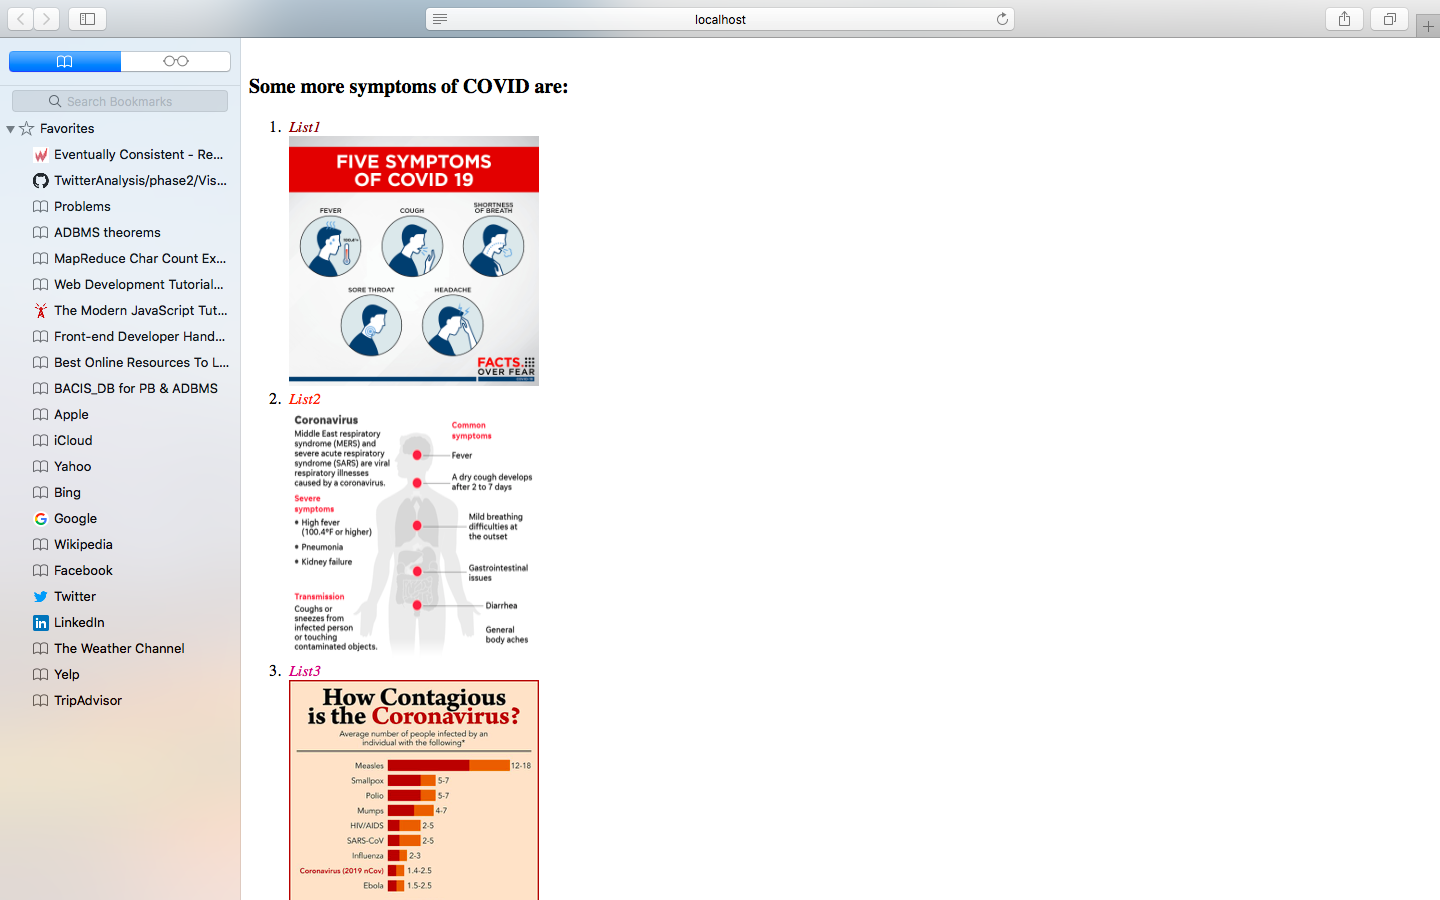 localhost
Search Bookmarks
Favorites
Eventually Consistent - Re...
TwitterAnalysis/phase2/Vis...
Problems
ADBMS theorems
MapReduce Char Count Ex...
Web Development Tutorial...
The Modern JavaScript Tut...
Front-end Developer Hand...
Best Online Resources To L...
BACIS_DB for PB & ADBMS
Apple
iCloud
Yahoo
Bing
Google
Wikipedia
Facebook
Twitter
LinkedIn
The Weather Channel
Yelp
TripAdvisor
Some more symptoms of COVID are:
1. List1
FIVE SYMPTOMS
OF COVID 19
FEVER
COUGH
SHORTNESS
OF BREATH
SORE THROAT
HEADACHE
FACTS.
OVER FEAR
2. List2
Coronavirus
Middle East respiratory
syndrome (MERS) and
severe acute respiratory
syndrome (SARS) are viral
respiratory illnesses
caused by a coronavirus.
Severe
symptoms
• High fever
(100.4°F or higher)
• Pneumonia
• Kidney failure
Transmission
Coughs or
sneezes from
infected person
or touching
contaminated objects.
Common
symptoms
Fever
A dry cough develops
after 2 to 7 days
Mild breathing
difficulties at
the outset
Gastrointestinal
issues
Diarrhea
General
body aches
3. List3
How Contagious
is the Coronavirus?
Average number of people infected by an
individual with the following*
Measles 12-18
Smallpox 5-7
Polio 5-7
Mumps 4-7
HIV/AIDS 2-5
SARS-CoV 2-5
Influenza 2-3
Coronavirus (2019 nCov) 1.4-2.5
Ebola 1.5-2.5